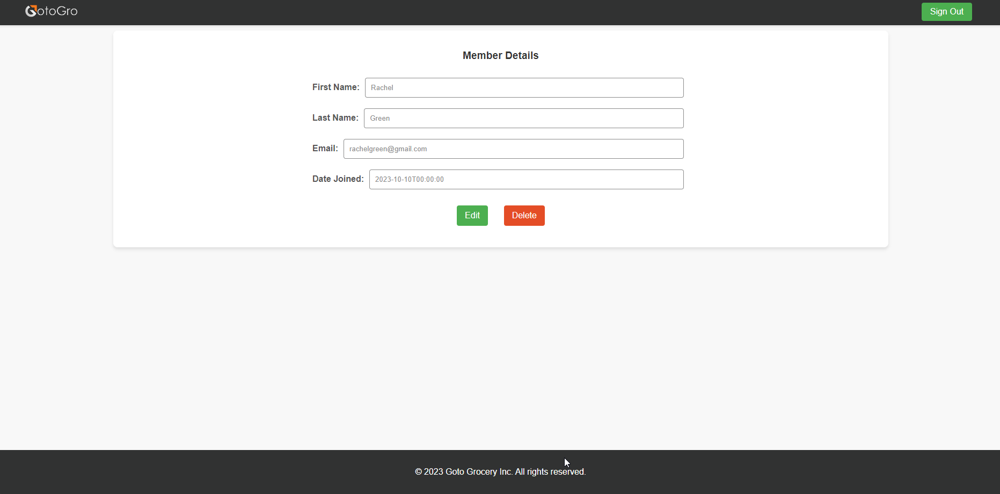 GotoGro
Sign Out
Member Details
First Name: Rachel
Last Name: Green
Email: rachelgreen@gmail.com
Date Joined: 2023-10-10T00:00:00
Edit Delete
© 2023 Goto Grocery Inc. All rights reserved.